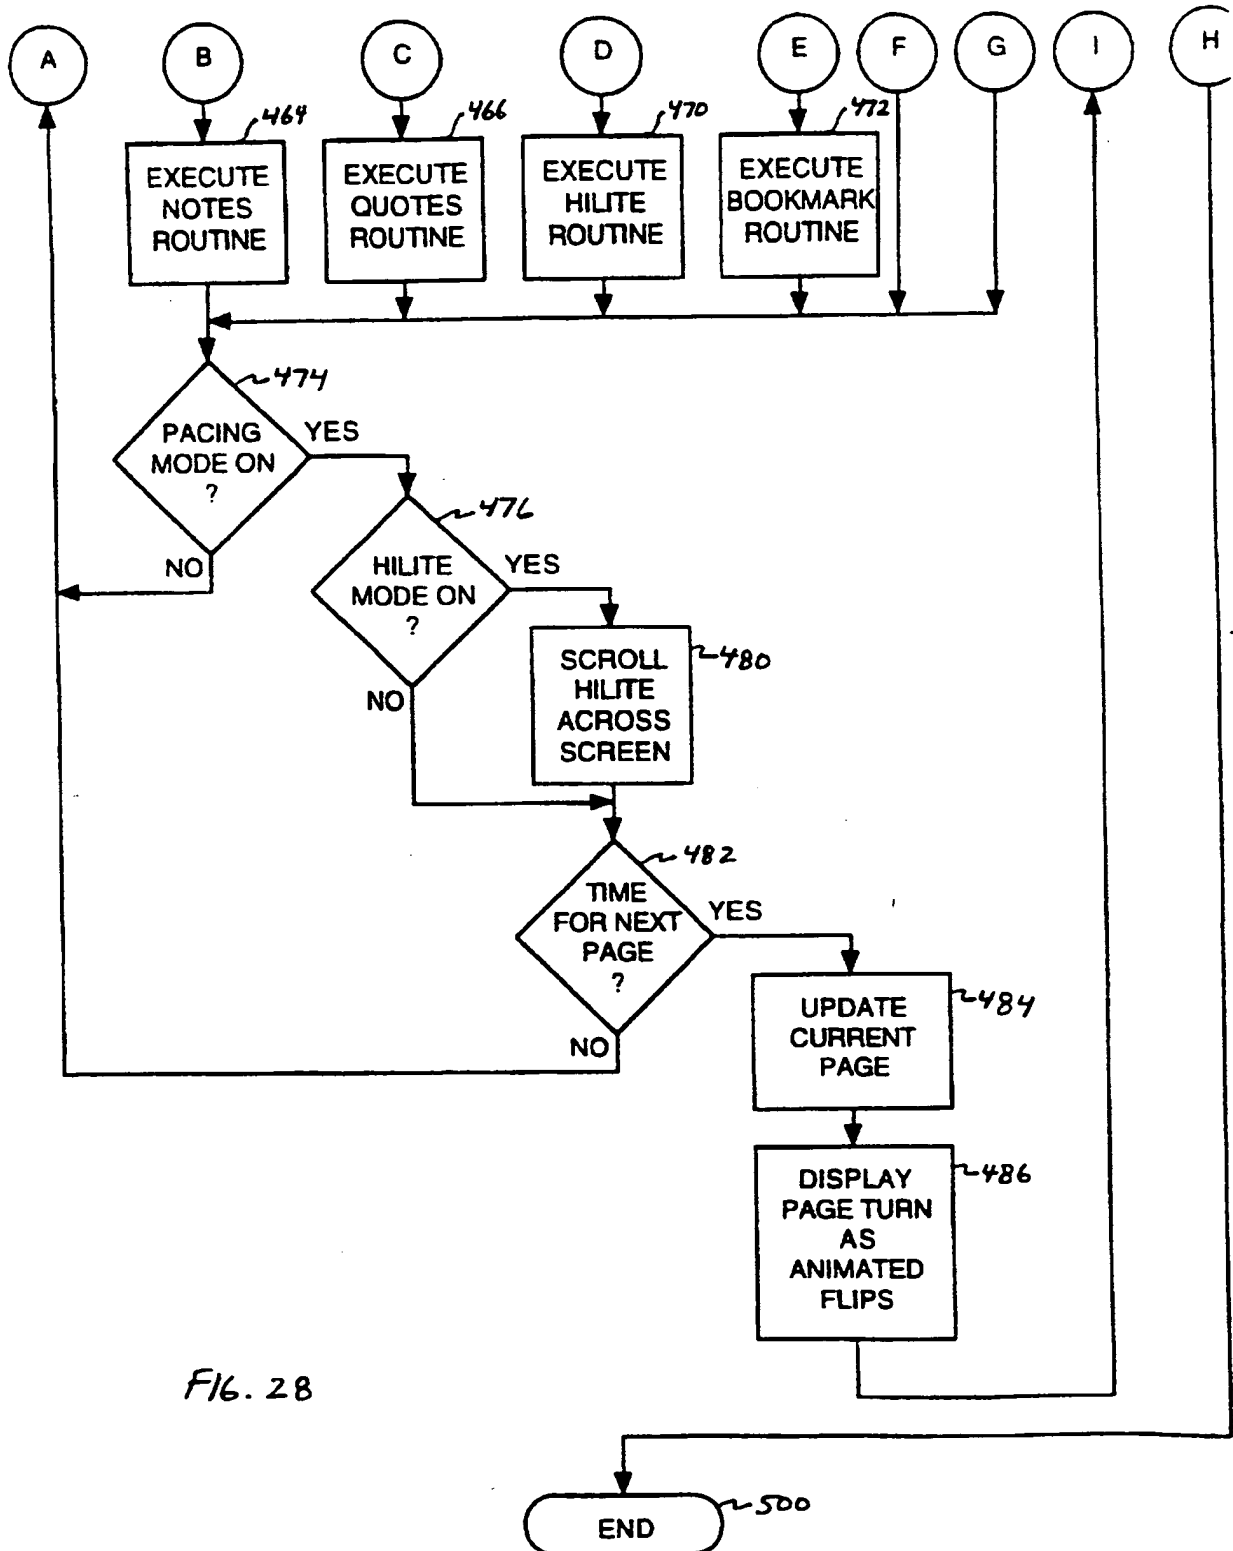 A
B
C
D
E
F
G
I
H
464
466
470
472
EXECUTE
NOTES
ROUTINE
EXECUTE
QUOTES
ROUTINE
EXECUTE
HILITE
ROUTINE
EXECUTE
BOOKMARK
ROUTINE
474
PACING
MODE ON
?
YES
NO
476
HILITE
MODE ON
?
YES
NO
480
SCROLL
HILITE
ACROSS
SCREEN
482
TIME
FOR NEXT
PAGE
?
YES
NO
484
UPDATE
CURRENT
PAGE
486
DISPLAY
PAGE TURN
AS
ANIMATED
FLIPS
FIG. 28
500
END